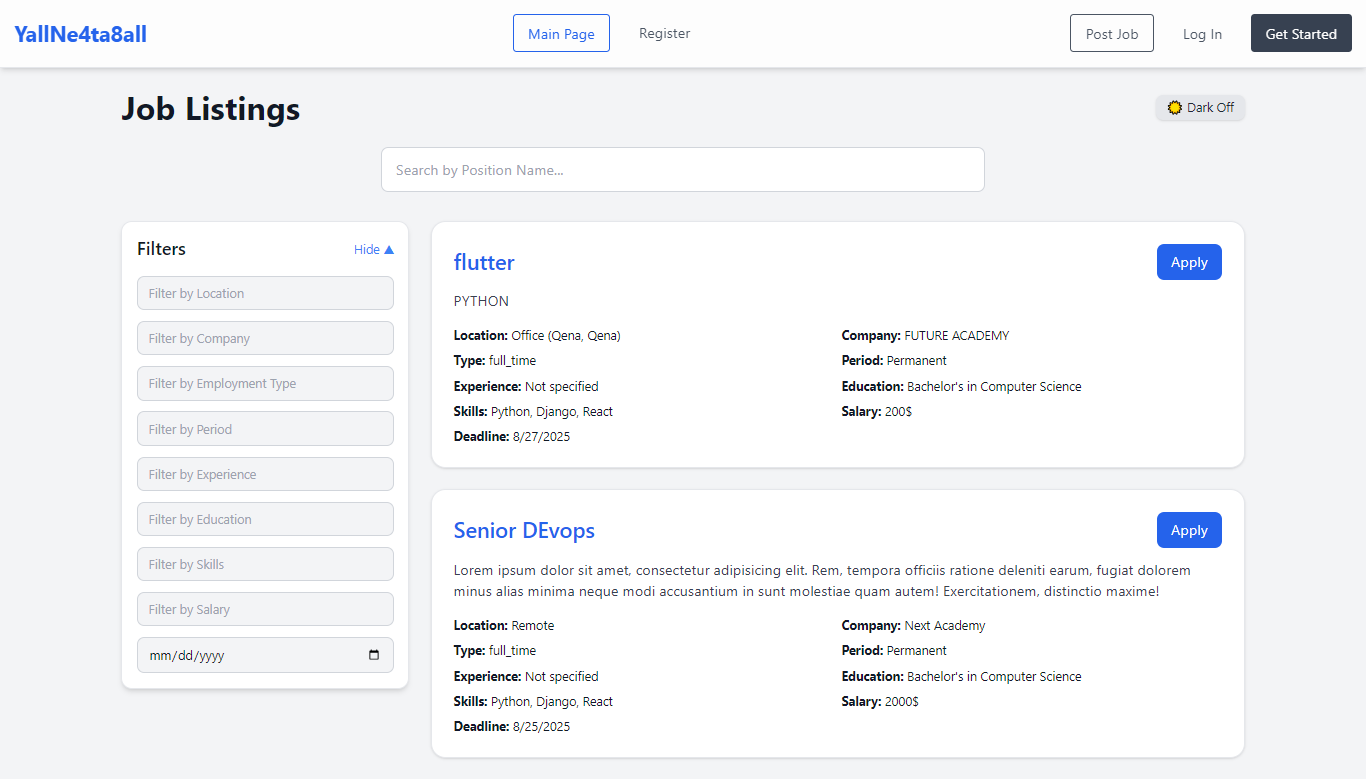 YallNe4ta8all
Main Page
Register
Post Job
Log In
Get Started
Job Listings
Dark Off
Search by Position Name...
Filters
Hide ▲
Filter by Location
Filter by Company
Filter by Employment Type
Filter by Period
Filter by Experience
Filter by Education
Filter by Skills
Filter by Salary
mm/dd/yyyy
flutter
Apply
PYTHON
Location: Office (Qena, Qena)
Company: FUTURE ACADEMY
Type: full_time
Period: Permanent
Experience: Not specified
Education: Bachelor's in Computer Science
Skills: Python, Django, React
Salary: 200$
Deadline: 8/27/2025
Senior DEvops
Apply
Lorem ipsum dolor sit amet, consectetur adipisicing elit. Rem, tempora officiis ratione deleniti earum, fugiat dolorem
minus alias minima neque modi accusantium in sunt molestiae quam autem! Exercitationem, distinctio maxime!
Location: Remote
Company: Next Academy
Type: full_time
Period: Permanent
Experience: Not specified
Education: Bachelor's in Computer Science
Skills: Python, Django, React
Salary: 2000$
Deadline: 8/25/2025